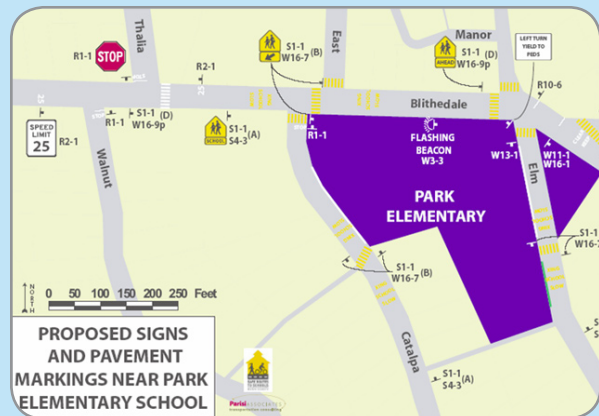 Thalia
R1-1
STOP
R2-1
S1-1
W16-7 (B)
East
Manor
S1-1 (D)
W16-9p
AHEAD
LEFT TURN
YIELD TO
PEDS
R10-6
25
25
Blithedale
SPEED
LIMIT
25
R2-1
R1-1
S1-1
W16-9p
(D)
SCHOOL
S1-1
S4-3 (A)
R1-1
FLASHING
BEACON
W3-3
W13-1
W11-1
W16-1
Walnut
Elm
PARK
ELEMENTARY
S1-1
W16-7
S1-1
W16-7 (B)
NORTH
0 50 100 150 200 250 Feet
Catalpa
S1-1
S4-3 (A)
PROPOSED SIGNS
AND PAVEMENT
MARKINGS NEAR PARK
ELEMENTARY SCHOOL